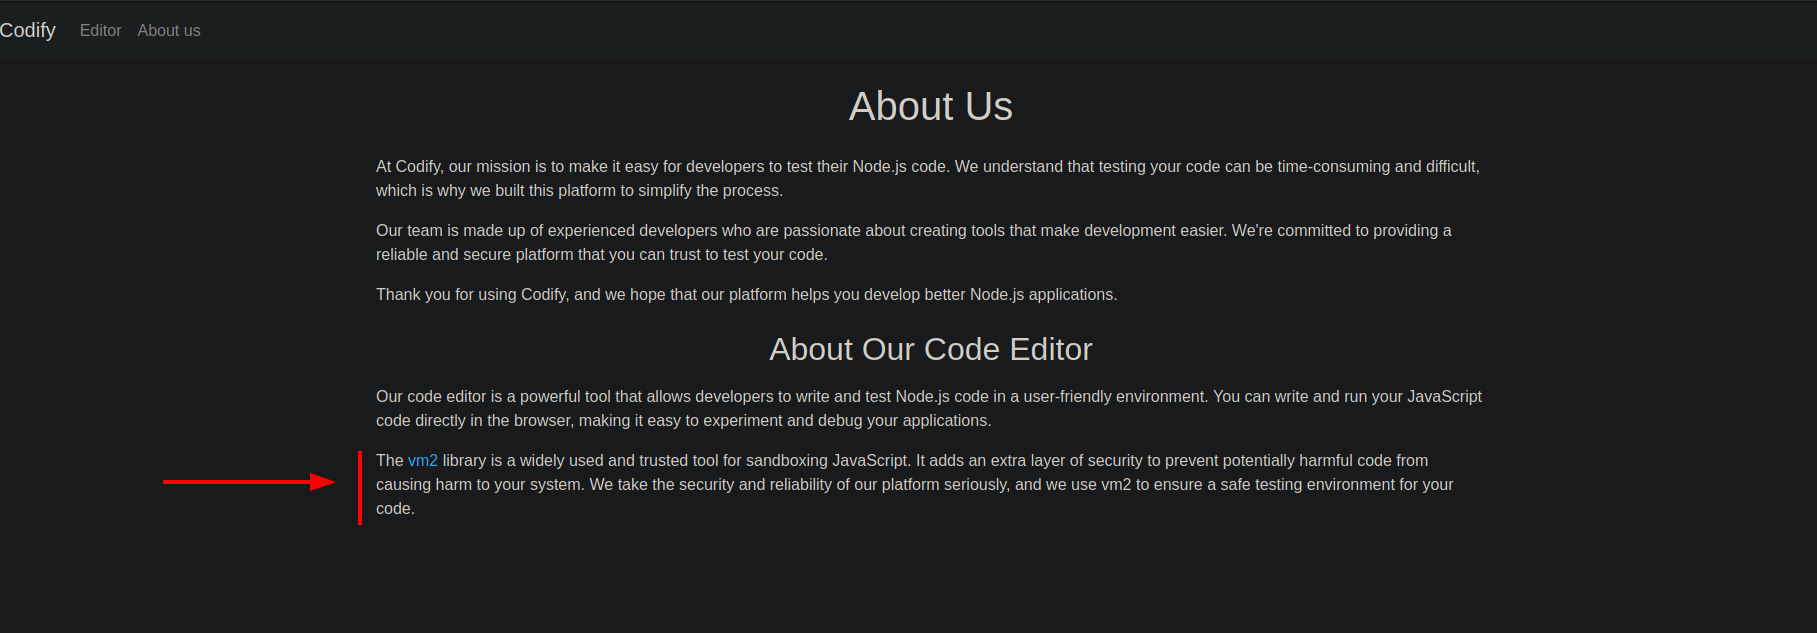 Codify Editor About us
About Us
At Codify, our mission is to make it easy for developers to test their Node.js code. We understand that testing your code can be time-consuming and difficult,
which is why we built this platform to simplify the process.
Our team is made up of experienced developers who are passionate about creating tools that make development easier. We're committed to providing a
reliable and secure platform that you can trust to test your code.
Thank you for using Codify, and we hope that our platform helps you develop better Node.js applications.
About Our Code Editor
Our code editor is a powerful tool that allows developers to write and test Node.js code in a user-friendly environment. You can write and run your JavaScript
code directly in the browser, making it easy to experiment and debug your applications.
The vm2 library is a widely used and trusted tool for sandboxing JavaScript. It adds an extra layer of security to prevent potentially harmful code from
causing harm to your system. We take the security and reliability of our platform seriously, and we use vm2 to ensure a safe testing environment for your
code.